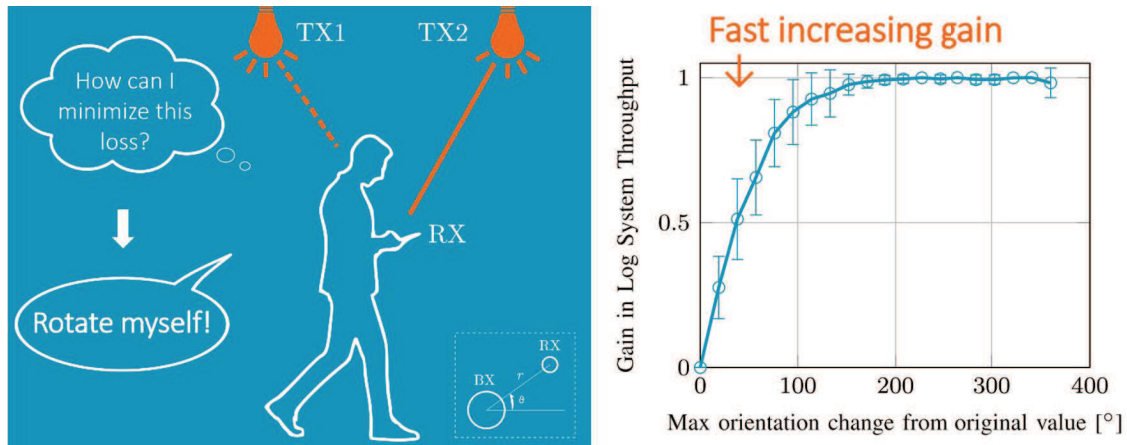 TX1
TX2
How can I
minimize this
loss?
RX
Rotate myself!
RX
BX
r
θ
Fast increasing gain
Gain in Log System Throughput
1
0.5
0
0
100
200
300
400
Max orientation change from original value [°]